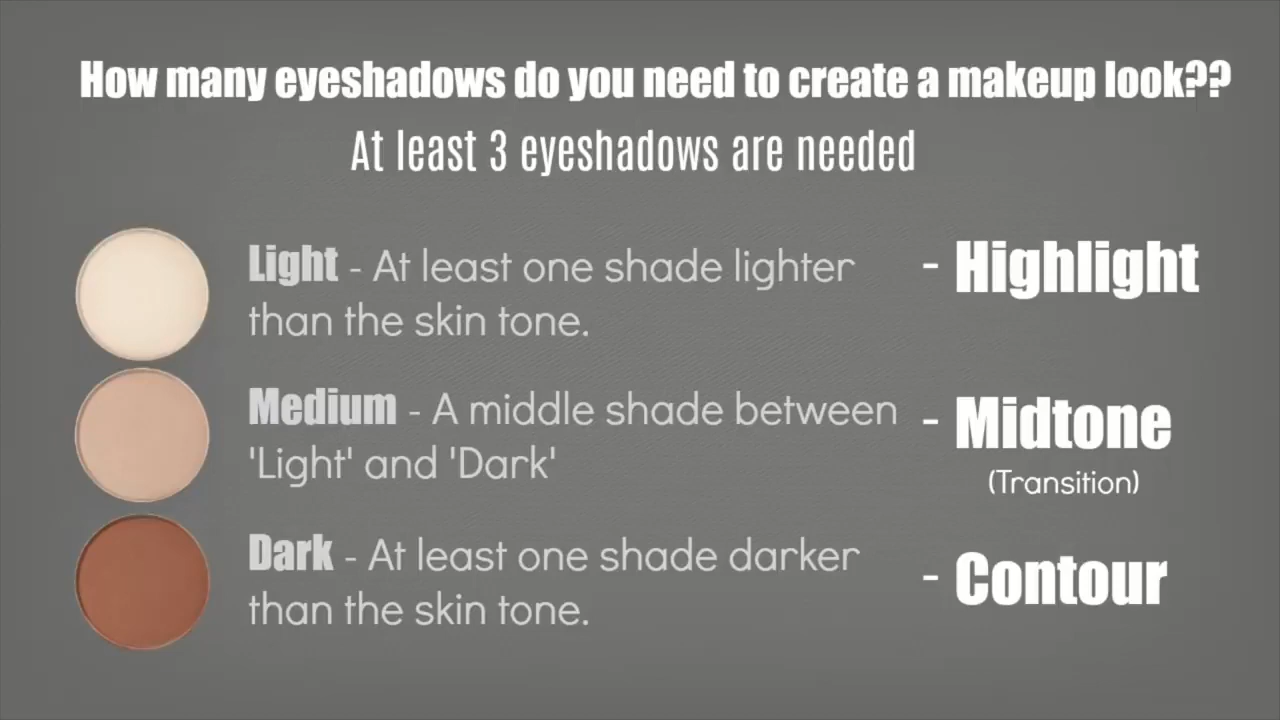 How many eyeshadows do you need to create a makeup look??
At least 3 eyeshadows are needed
Light - At least one shade lighter
than the skin tone.
- Highlight
Medium - A middle shade between
'Light' and 'Dark'
- Midtone
(Transition)
Dark - At least one shade darker
than the skin tone.
- Contour